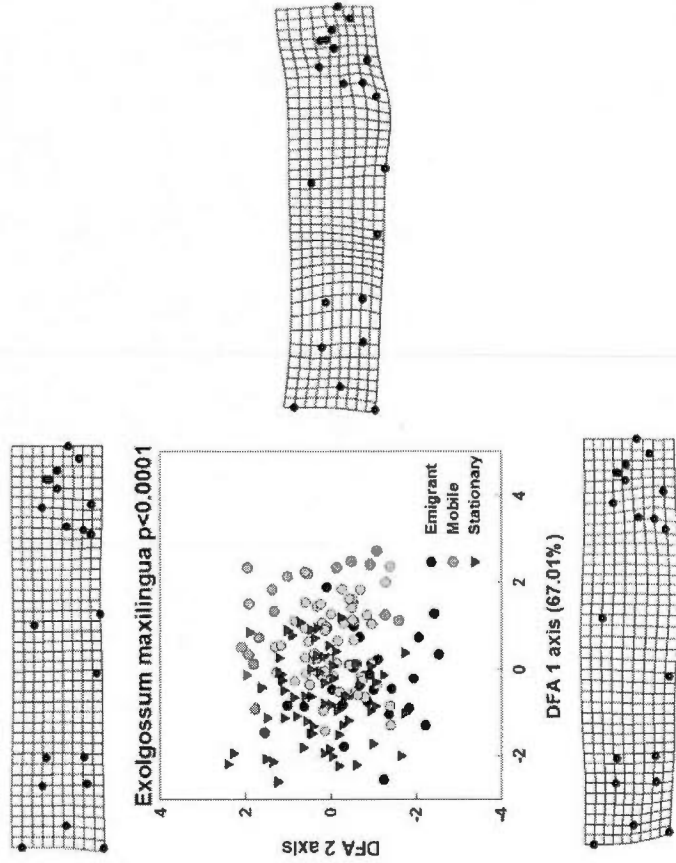 Exolgossum maxilingua p<0.0001
4
2
0
-2
-4
DFA 2 axis
Emigrant
Mobile
Stationary
-2
0
2
4
DFA 1 axis (67.01%)